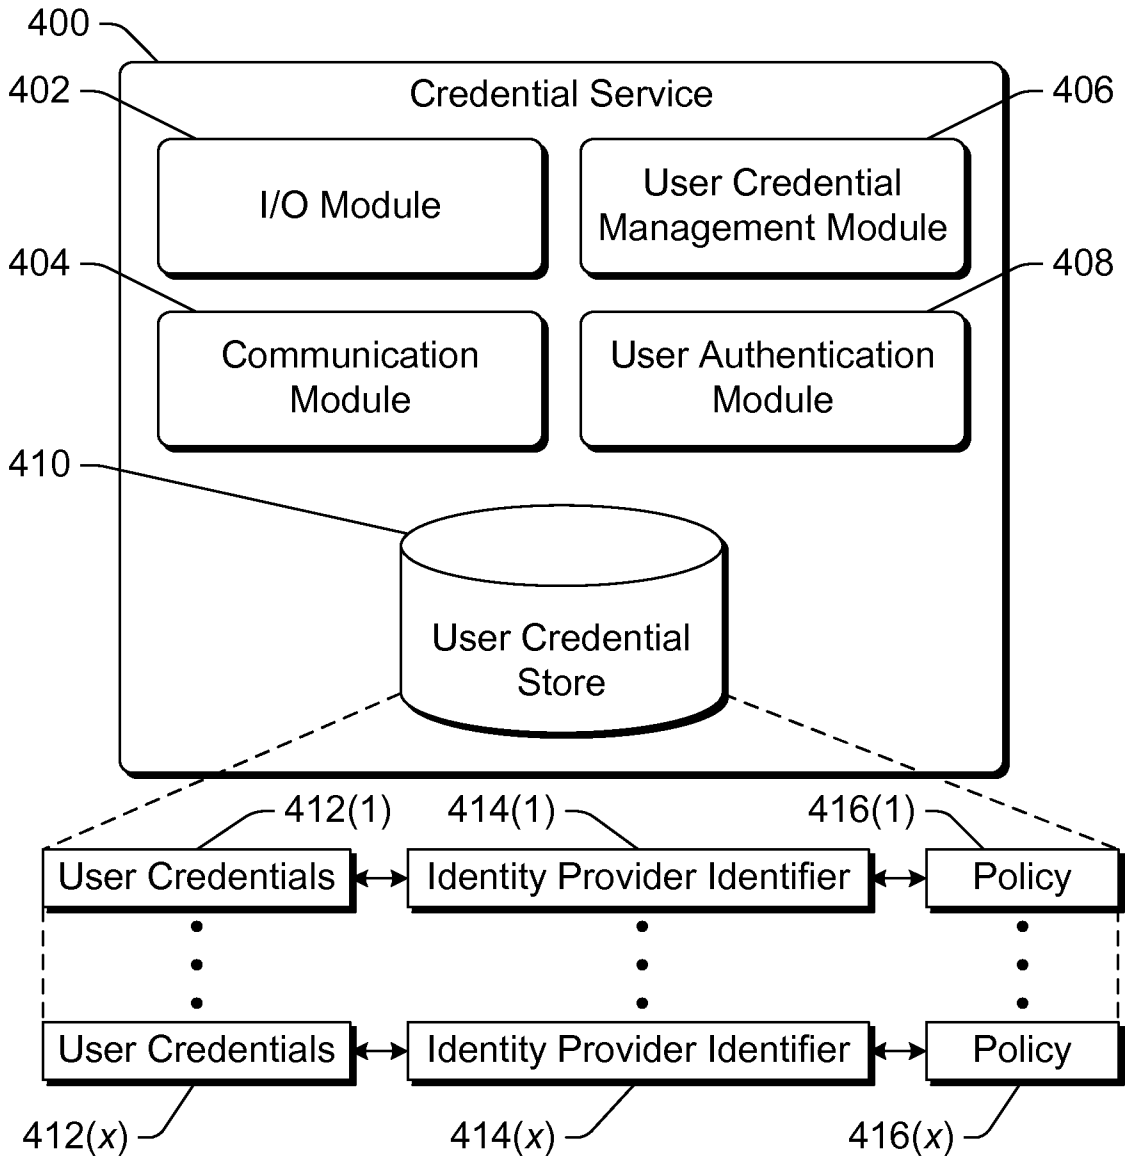 400
402
Credential Service
406
I/O Module
User Credential
Management Module
404
408
Communication
Module
User Authentication
Module
410
User Credential
Store
412(1)
414(1)
416(1)
User Credentials
Identity Provider Identifier
Policy
User Credentials
Identity Provider Identifier
Policy
412(x)
414(x)
416(x)